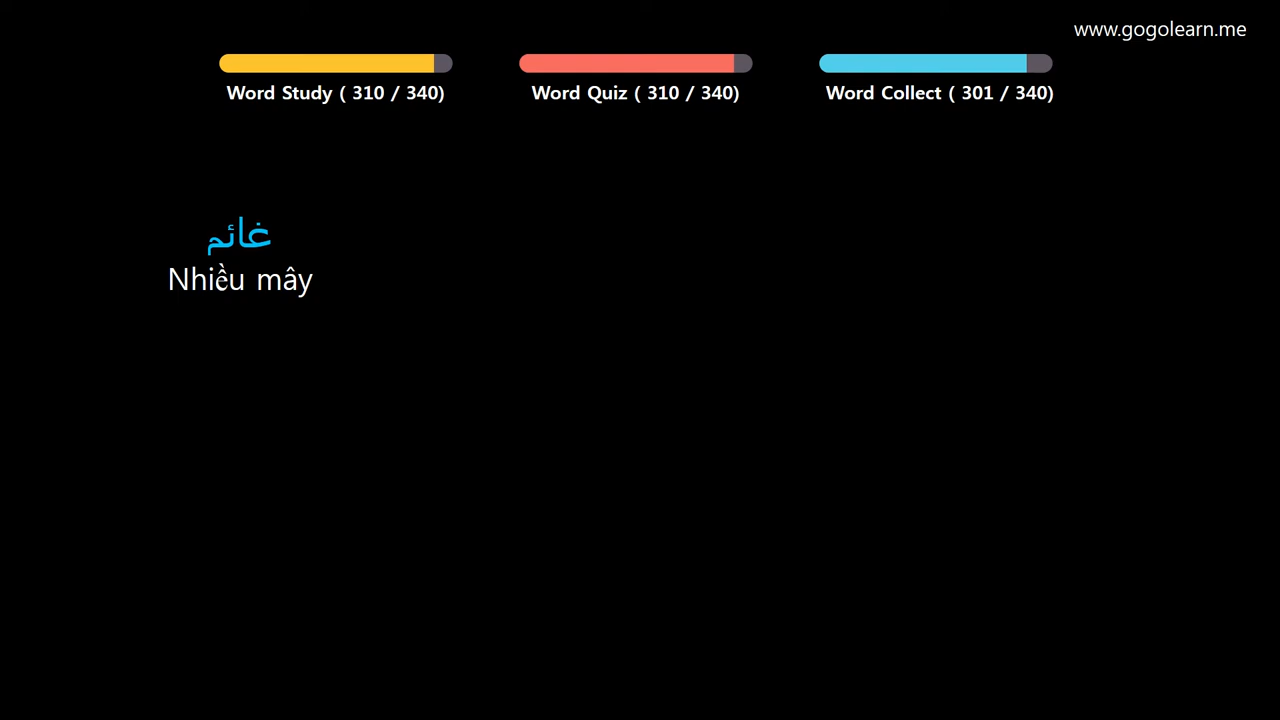 www.gogolearn.me
Word Study ( 310 / 340)
Word Quiz ( 310 / 340)
Word Collect ( 301 / 340)
غائم
Nhiều mây